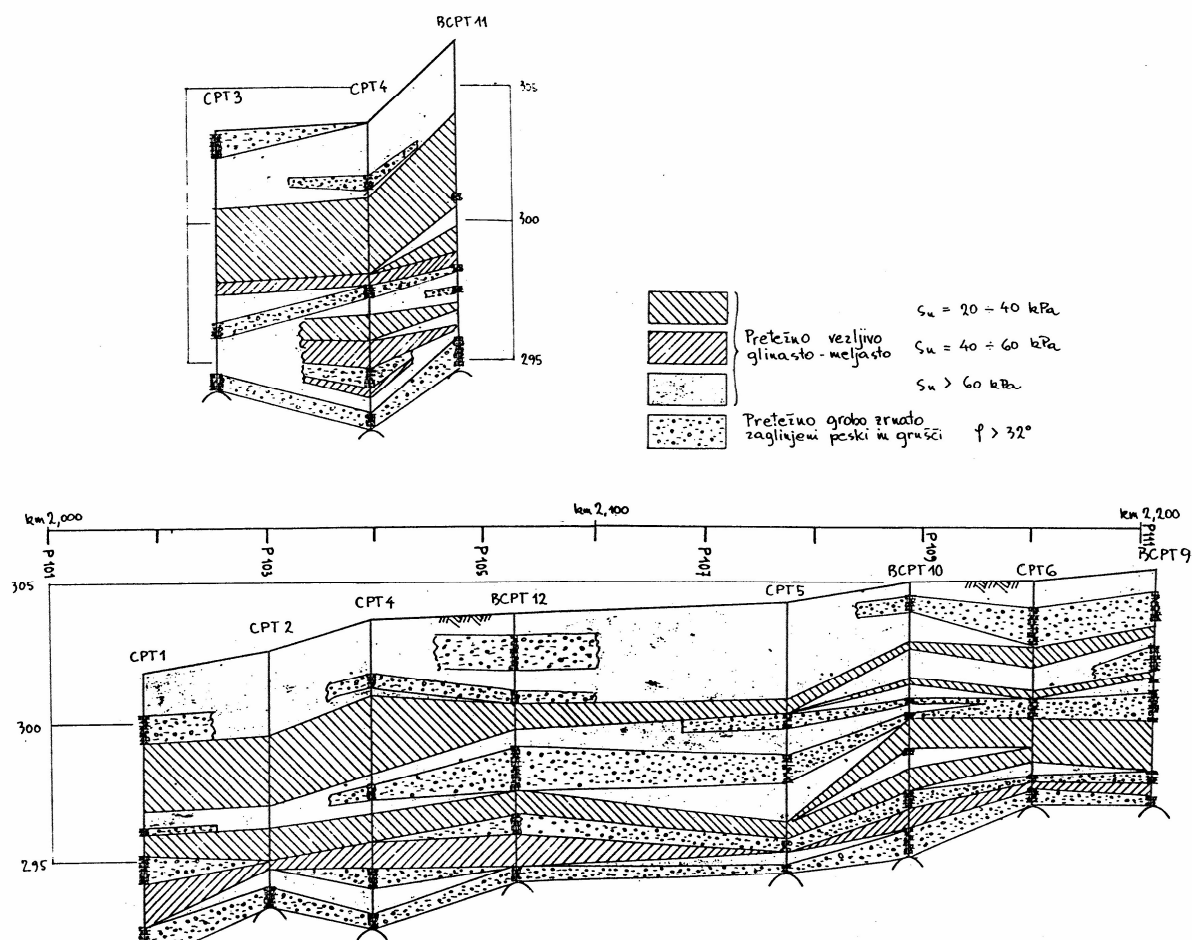 BCPT 11
CPT 3
CPT 4
305
300
295
Su = 20 ÷ 40 kPa
Pretežno vezljivo
glinasto - meljasto
Su = 40 ÷ 60 kPa
Su > 60 kPa
Pretežno grobo zrnato
zaglinjeni peski in grušči φ > 32°
km 2,000
km 2,100
km 2,200
P 101
P 103
P 105
P 107
P 109
P 111
305
300
295
CPT 1
CPT 2
CPT 4
BCPT 12
CPT 5
BCPT 10
CPT 6
BCPT 9